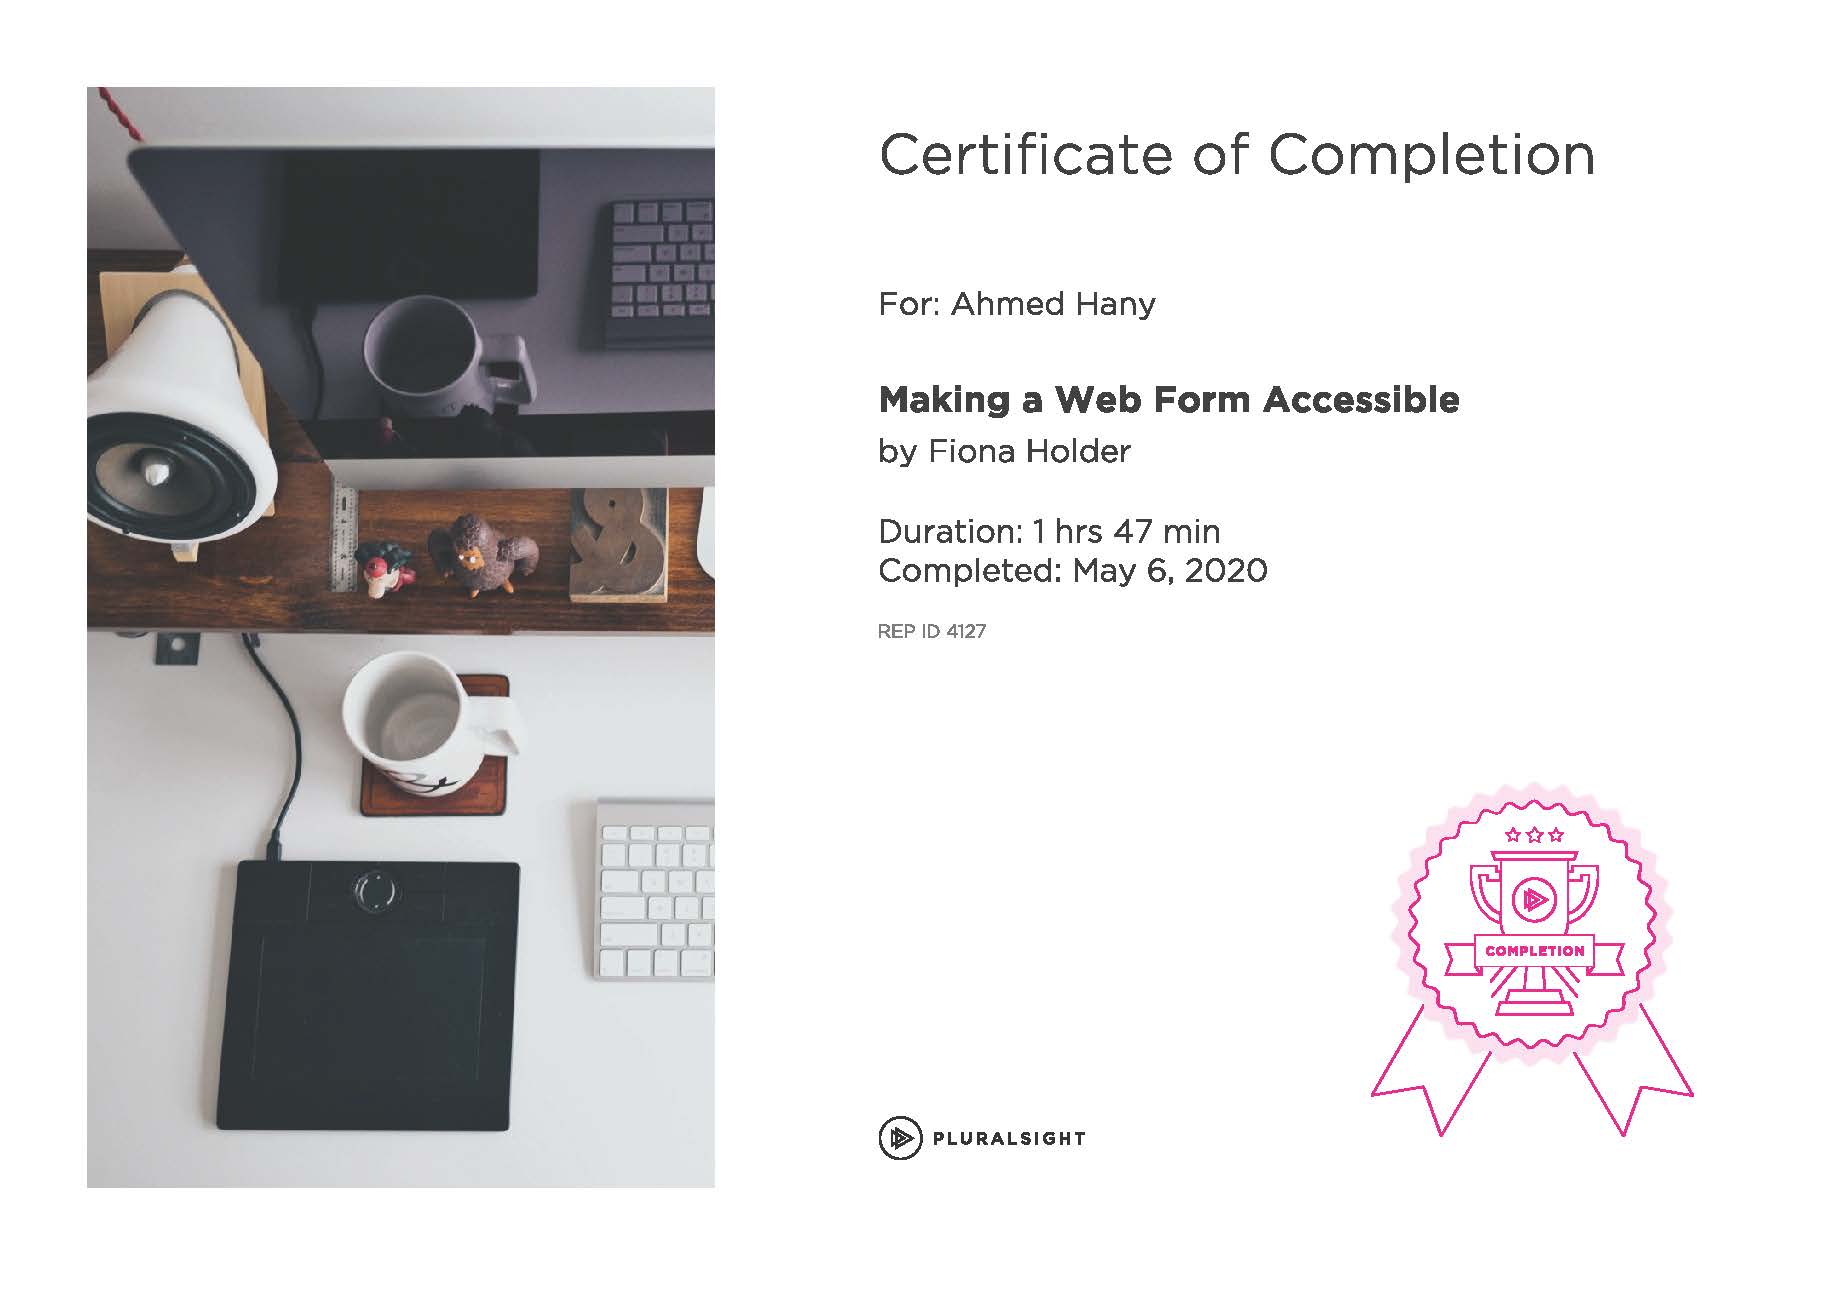 Certificate of Completion
For: Ahmed Hany
Making a Web Form Accessible
by Fiona Holder
Duration: 1 hrs 47 min
Completed: May 6, 2020
REP ID 4127
COMPLETION
PLURALSIGHT